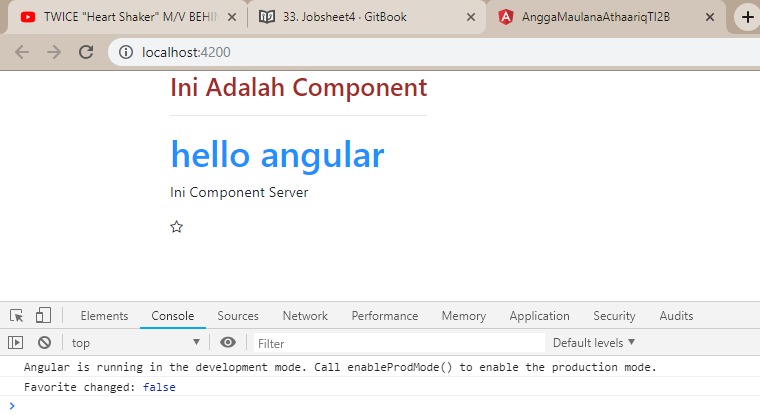 TWICE "Heart Shaker" M/V BEHIN
33. Jobsheet4 · GitBook
AnggaMaulanaAthaariqTI2B
localhost:4200
Ini Adalah Component
hello angular
Ini Component Server
Elements Console Sources Network Performance Memory Application Security Audits
top Filter Default levels
Angular is running in the development mode. Call enableProdMode() to enable the production mode.
Favorite changed: false